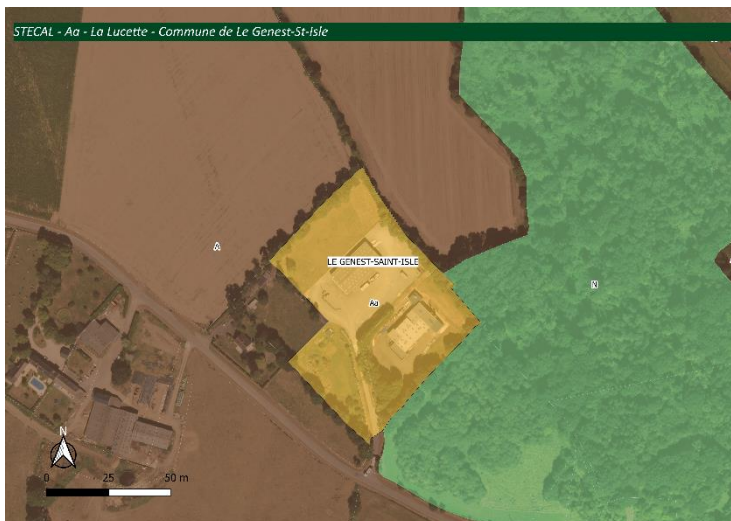 STECAL - Aa - La Lucette - Commune de Le Genest-St-Isle
A
LE GENEST-SAINT-ISLE
Aa
N
N
0 25 50 m